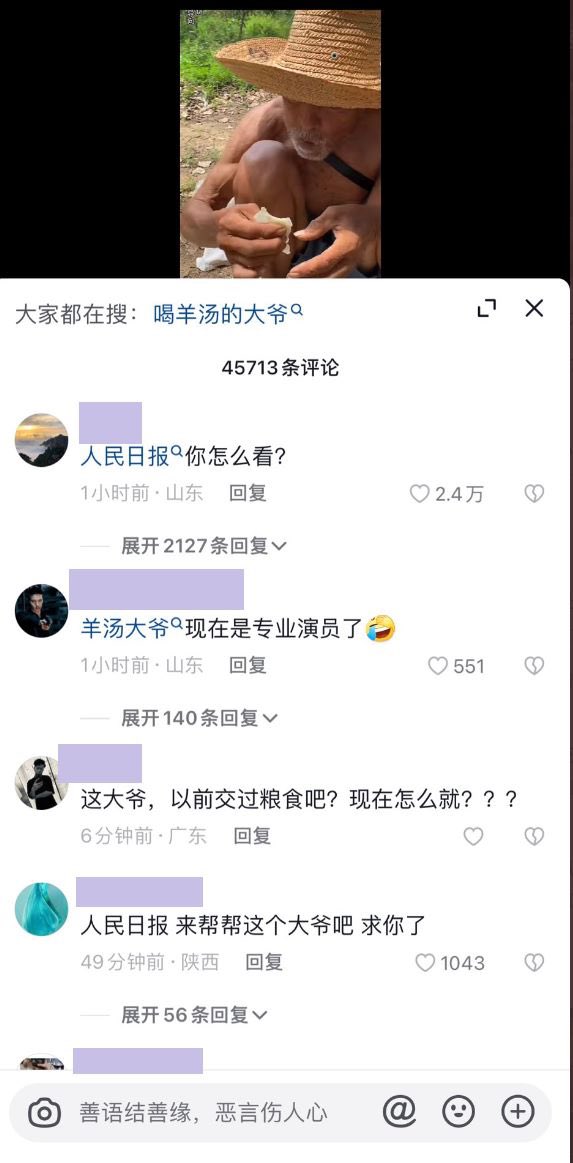 大家都在搜：喝羊汤的大爷
45713条评论
人民日报你怎么看?
1小时前·山东 回复 2.4万
展开2127条回复
羊汤大爷现在是专业演员了🤣
1小时前·山东 回复 551
展开140条回复
这大爷，以前交过粮食吧？现在怎么就？？？
6分钟前·广东 回复
人民日报 来帮帮这个大爷吧 求你了
49分钟前·陕西 回复 1043
展开56条回复
善语结善缘，恶言伤人心